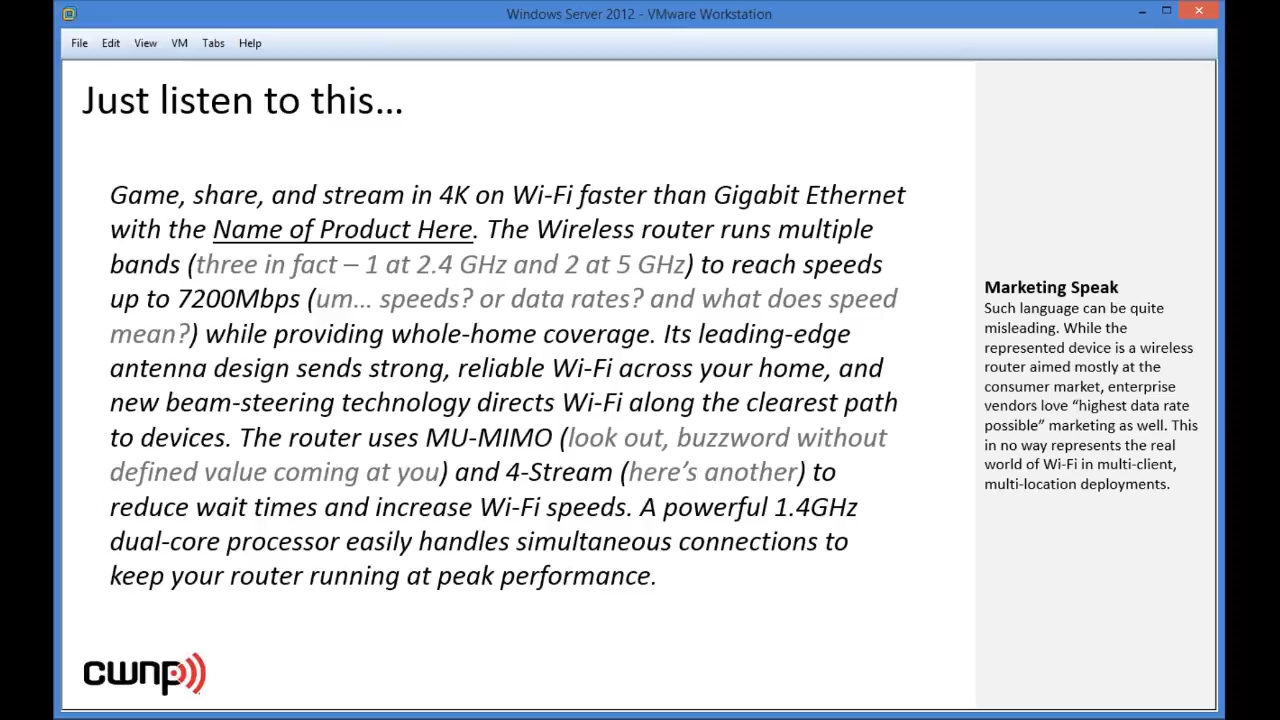 Windows Server 2012 - VMware Workstation
File Edit View VM Tabs Help
Just listen to this…
Game, share, and stream in 4K on Wi-Fi faster than Gigabit Ethernet
with the Name of Product Here. The Wireless router runs multiple
bands (three in fact – 1 at 2.4 GHz and 2 at 5 GHz) to reach speeds
up to 7200Mbps (um… speeds? or data rates? and what does speed
mean?) while providing whole-home coverage. Its leading-edge
antenna design sends strong, reliable Wi-Fi across your home, and
new beam-steering technology directs Wi-Fi along the clearest path
to devices. The router uses MU-MIMO (look out, buzzword without
defined value coming at you) and 4-Stream (here’s another) to
reduce wait times and increase Wi-Fi speeds. A powerful 1.4GHz
dual-core processor easily handles simultaneous connections to
keep your router running at peak performance.
Marketing Speak
Such language can be quite
misleading. While the
represented device is a wireless
router aimed mostly at the
consumer market, enterprise
vendors love “highest data rate
possible” marketing as well. This
in no way represents the real
world of Wi-Fi in multi-client,
multi-location deployments.
cwnp